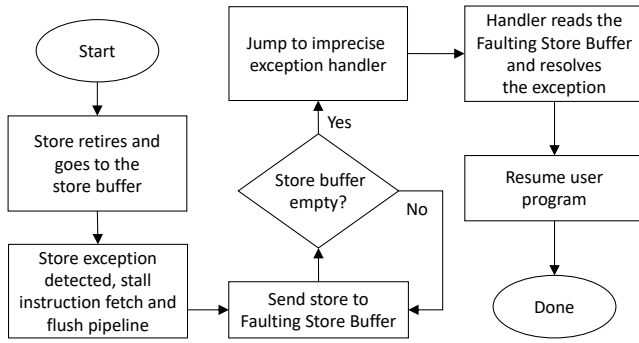 Start
Store retires and
goes to the
store buffer
Store exception
detected, stall
instruction fetch and
flush pipeline
Send store to
Faulting Store Buffer
Store buffer
empty?
No
Yes
Jump to imprecise
exception handler
Handler reads the
Faulting Store Buffer
and resolves
the exception
Resume user
program
Done